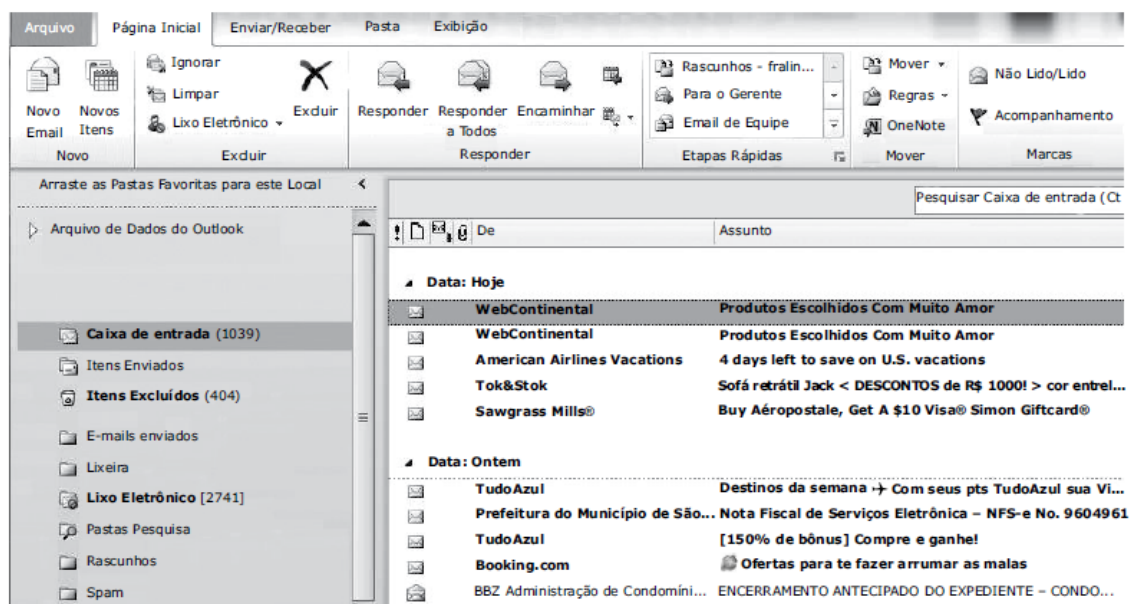 Arquivo Página Inicial Enviar/Receber Pasta Exibição
Novo Email
Novos Itens
Novo
Ignorar
Limpar
Lixo Eletrônico
Excluir
Excluir
Responder
Responder a Todos
Encaminhar
Responder
Rascunhos - fralin...
Para o Gerente
Email de Equipe
Etapas Rápidas
Mover
Regras
OneNote
Mover
Não Lido/Lido
Acompanhamento
Marcas
Arraste as Pastas Favoritas para este Local
Arquivo de Dados do Outlook
Caixa de entrada (1039)
Itens Enviados
Itens Excluídos (404)
E-mails enviados
Lixeira
Lixo Eletrônico [2741]
Pastas Pesquisa
Rascunhos
Spam
Pesquisar Caixa de entrada (Ct
De Assunto
Data: Hoje
WebContinental Produtos Escolhidos Com Muito Amor
WebContinental Produtos Escolhidos Com Muito Amor
American Airlines Vacations 4 days left to save on U.S. vacations
Tok&Stok Sofá retrátil Jack < DESCONTOS de R$ 1000! > cor entrel...
Sawgrass Mills® Buy Aéropostale, Get A $10 Visa® Simon Giftcard®
Data: Ontem
TudoAzul Destinos da semana ✈ Com seus pts TudoAzul sua Vi...
Prefeitura do Município de São... Nota Fiscal de Serviços Eletrônica – NFS-e No. 9604961
TudoAzul [150% de bônus] Compre e ganhe!
Booking.com Ofertas para te fazer arrumar as malas
BBZ Administração de Condomíni... ENCERRAMENTO ANTECIPADO DO EXPEDIENTE – CONDO...